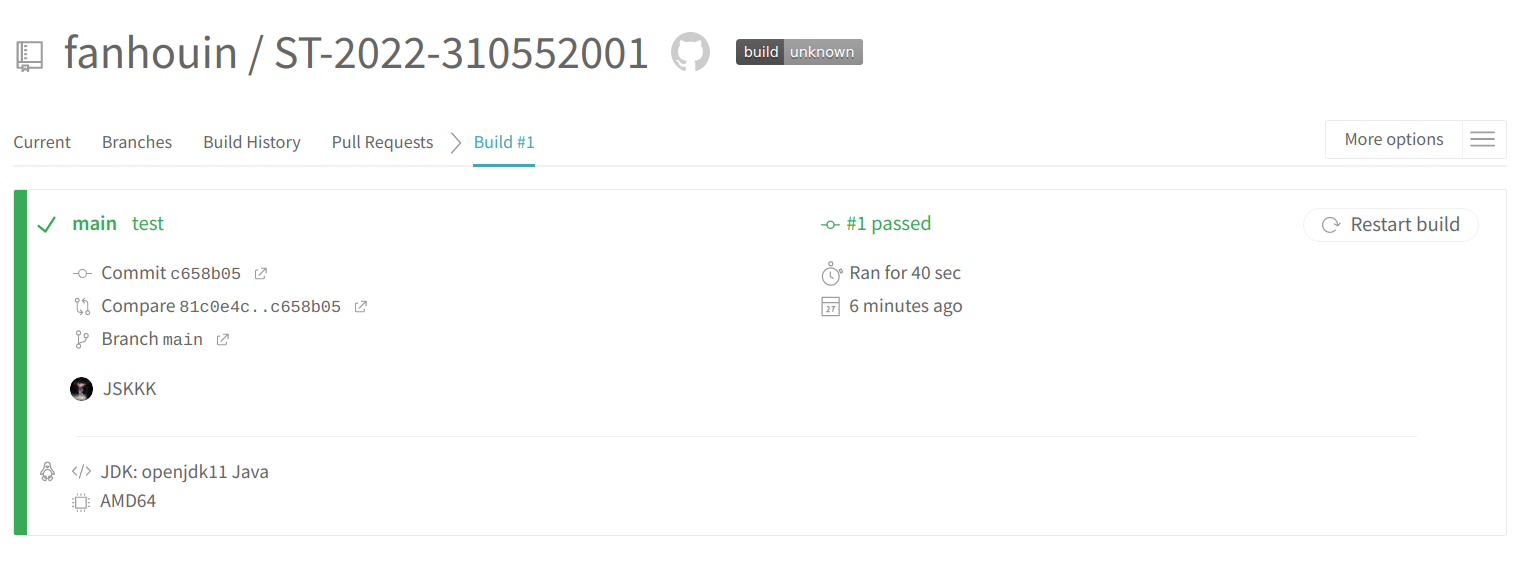 fanhouin / ST-2022-310552001 build unknown
Current Branches Build History Pull Requests Build #1 More options
main test #1 passed Restart build
Commit c658b05 Ran for 40 sec
Compare 81c0e4c..c658b05 27 6 minutes ago
Branch main
JSKKK
</> JDK: openjdk11 Java
AMD64